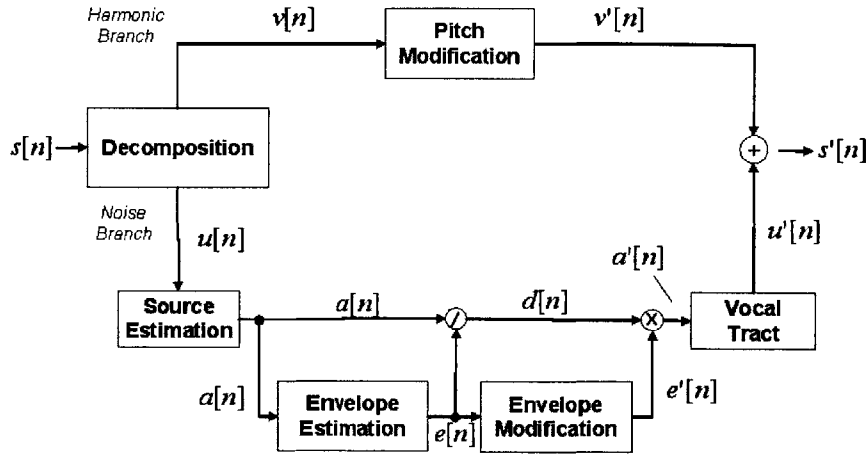 Harmonic
Branch
v[n]
Pitch
Modification
v'[n]
s[n]
Decomposition
+
s'[n]
Noise
Branch
u[n]
u'[n]
a'[n]
Source
Estimation
a[n]
/
d[n]
x
Vocal
Tract
a[n]
Envelope
Estimation
e[n]
Envelope
Modification
e'[n]